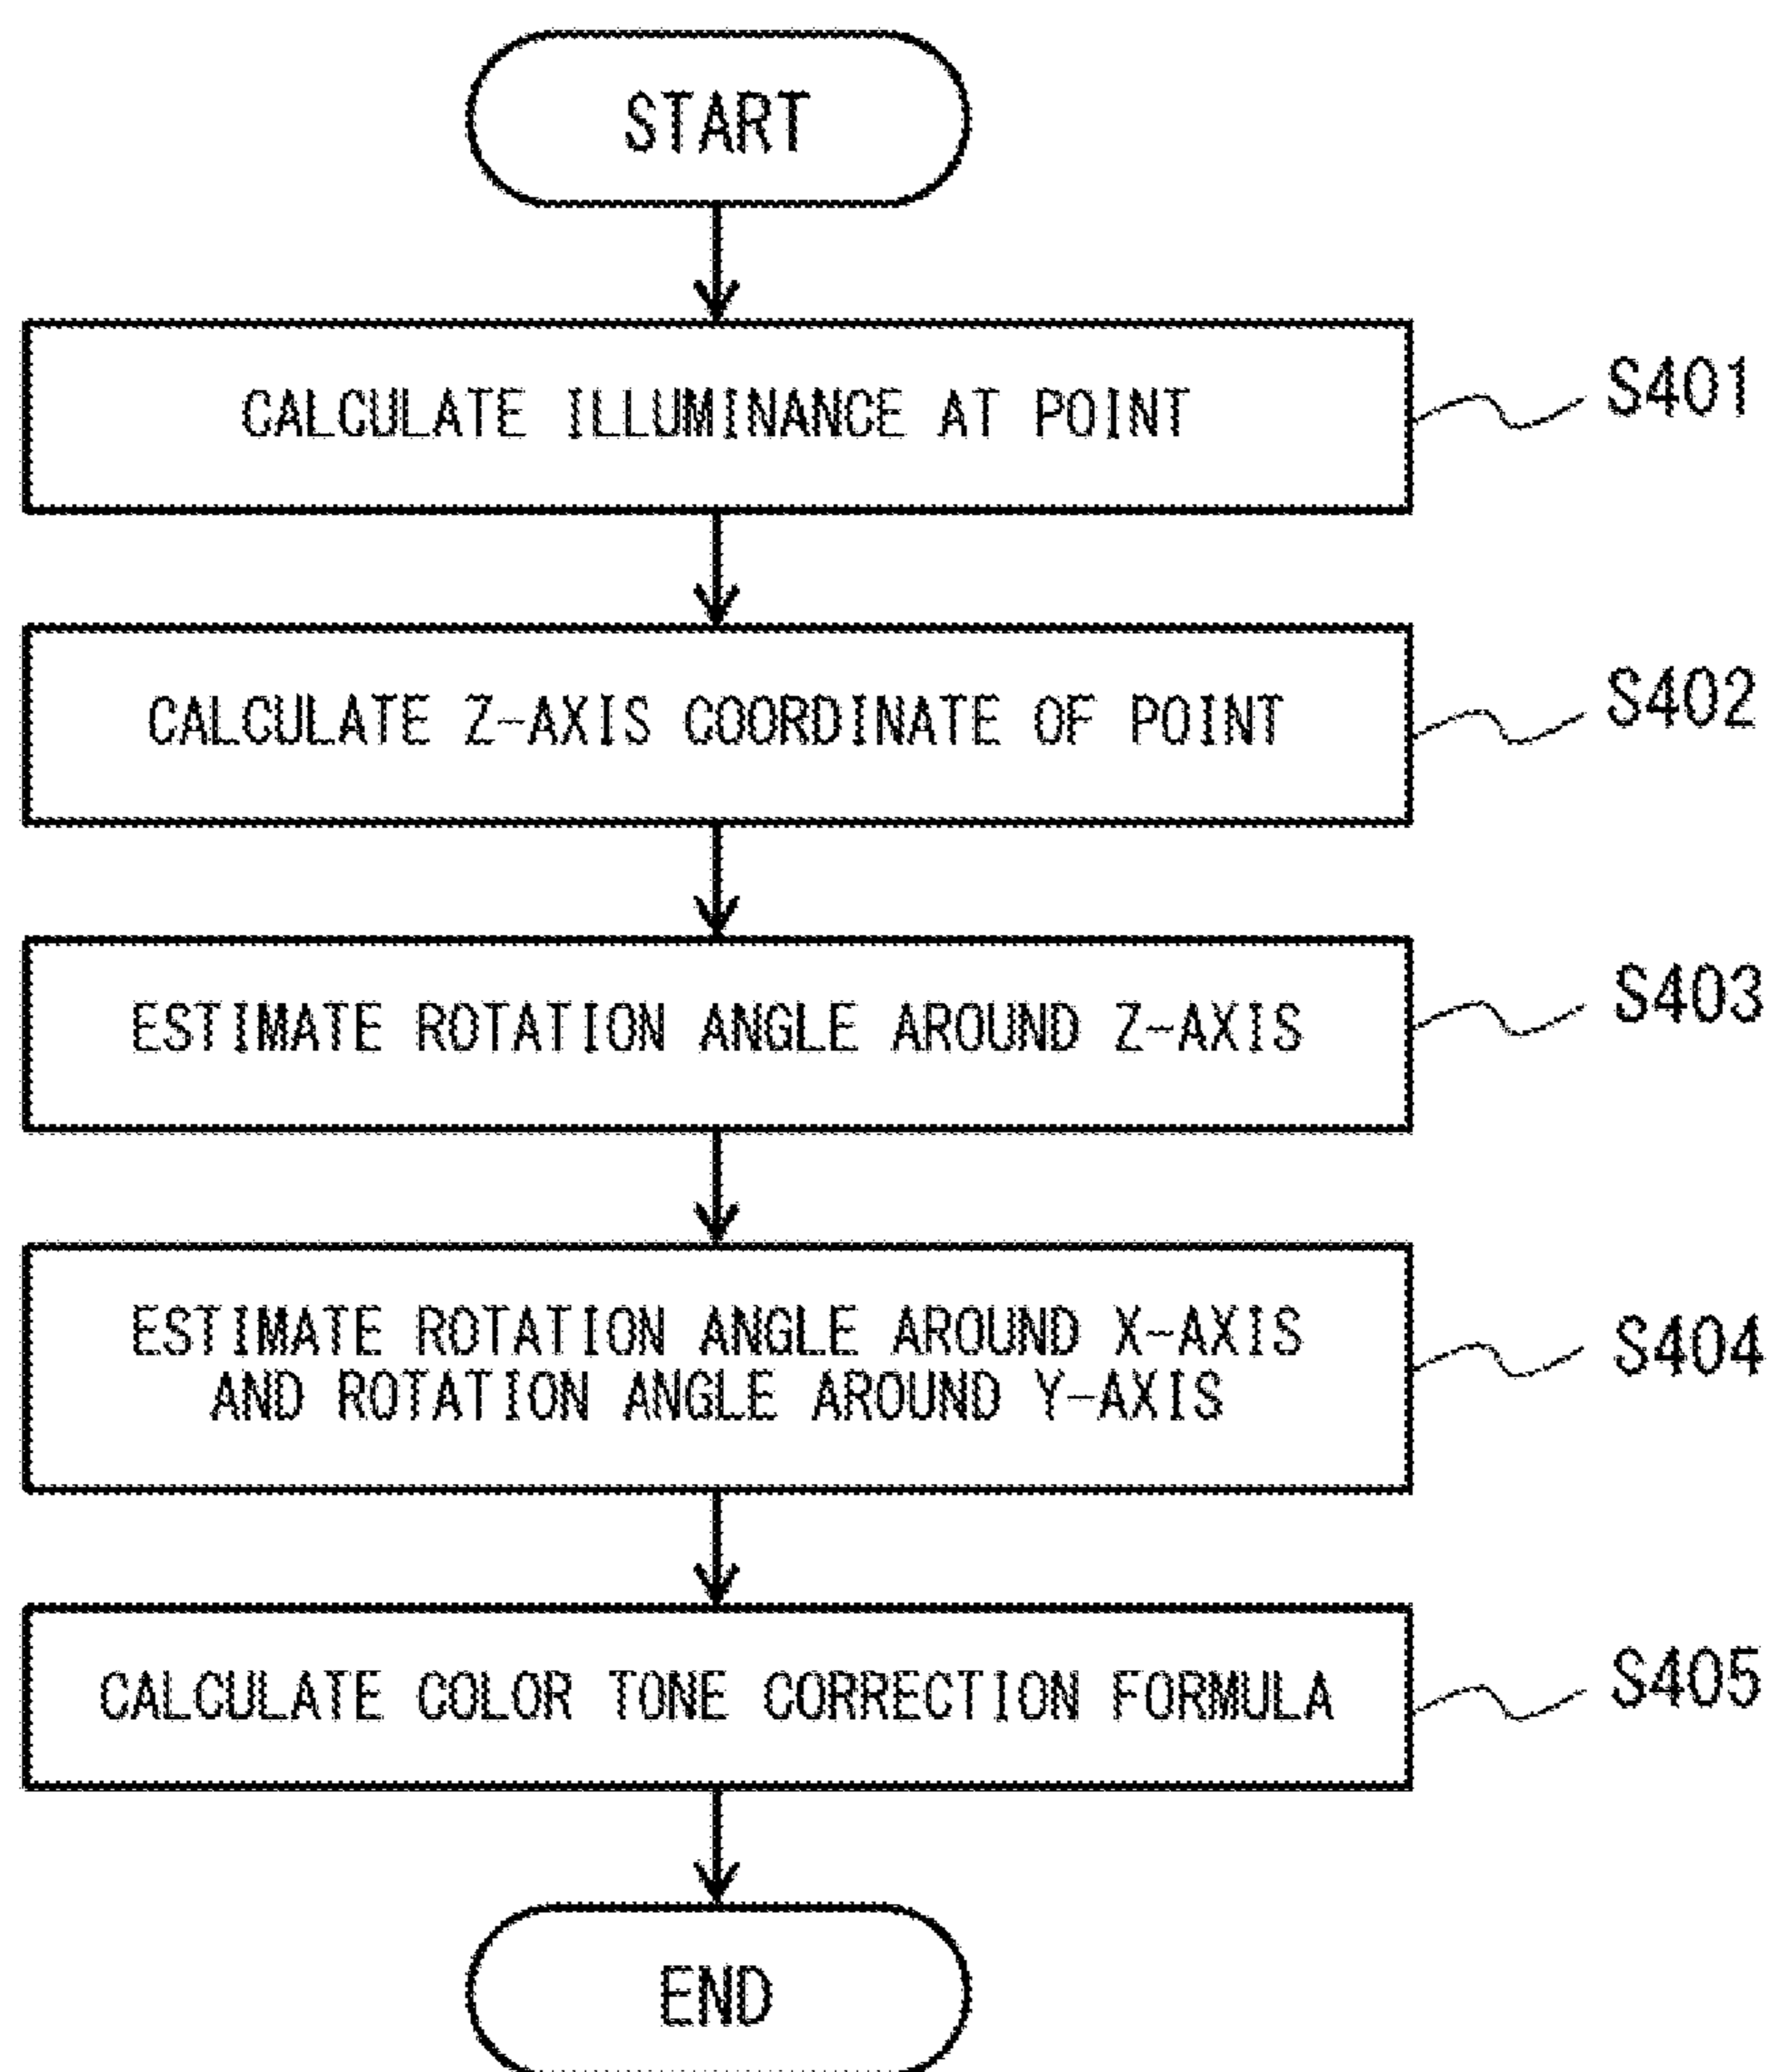 START
CALCULATE ILLUMINANCE AT POINT
S401
CALCULATE Z-AXIS COORDINATE OF POINT
S402
ESTIMATE ROTATION ANGLE AROUND Z-AXIS
S403
ESTIMATE ROTATION ANGLE AROUND X-AXIS
AND ROTATION ANGLE AROUND Y-AXIS
S404
CALCULATE COLOR TONE CORRECTION FORMULA
S405
END